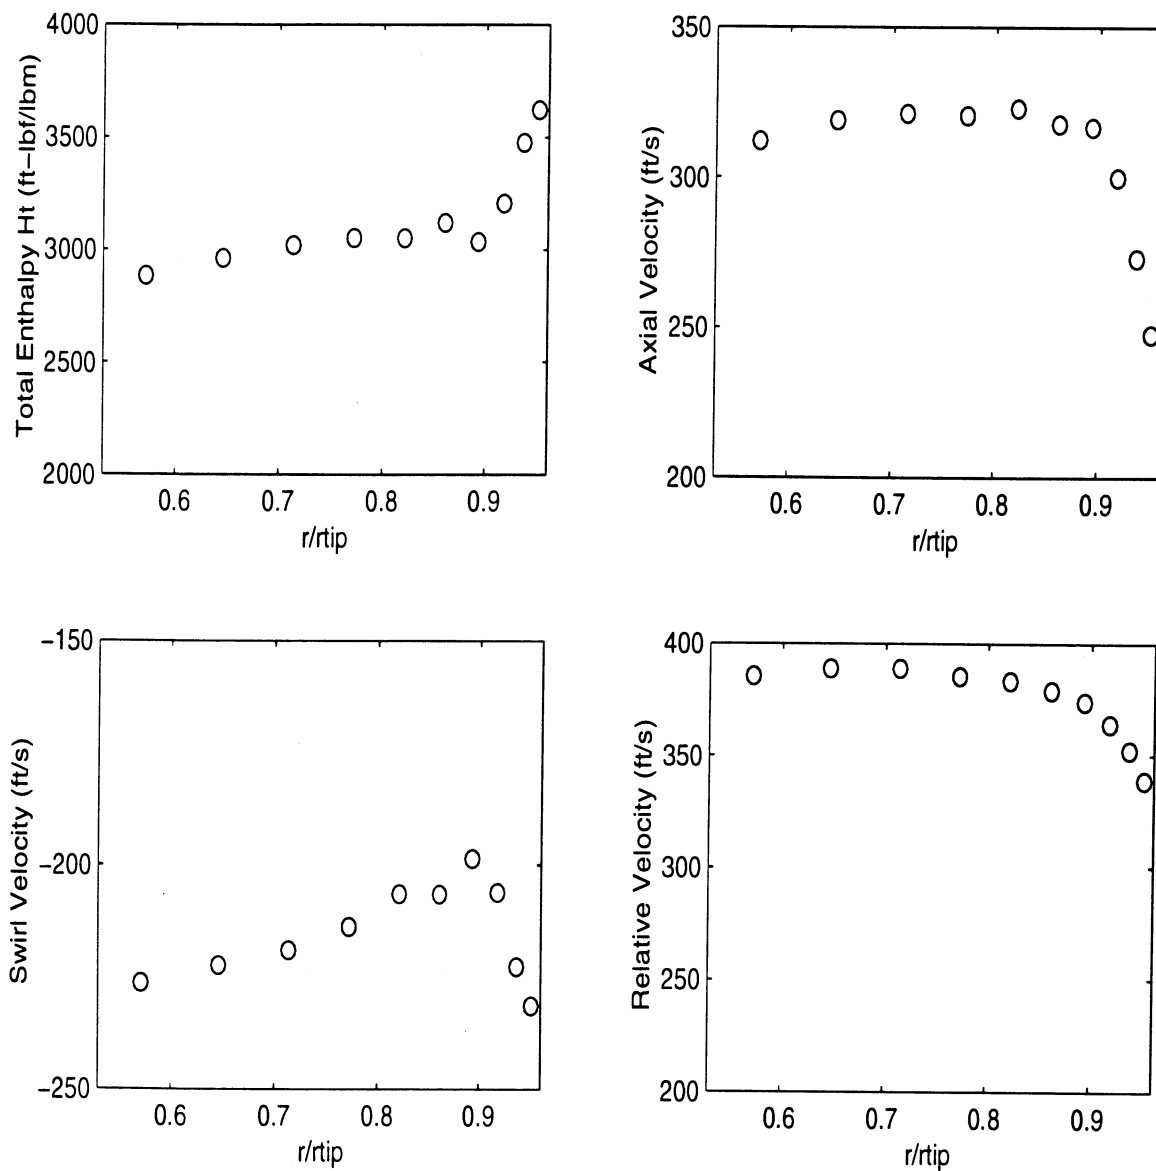 4000
3500
3000
2500
2000
Total Enthalpy Ht (ft-lbf/lbm)
0.6 0.7 0.8 0.9
r/rtip
350
300
250
200
Axial Velocity (ft/s)
0.6 0.7 0.8 0.9
r/rtip
-150
-200
-250
Swirl Velocity (ft/s)
0.6 0.7 0.8 0.9
r/rtip
400
350
300
250
200
Relative Velocity (ft/s)
0.6 0.7 0.8 0.9
r/rtip